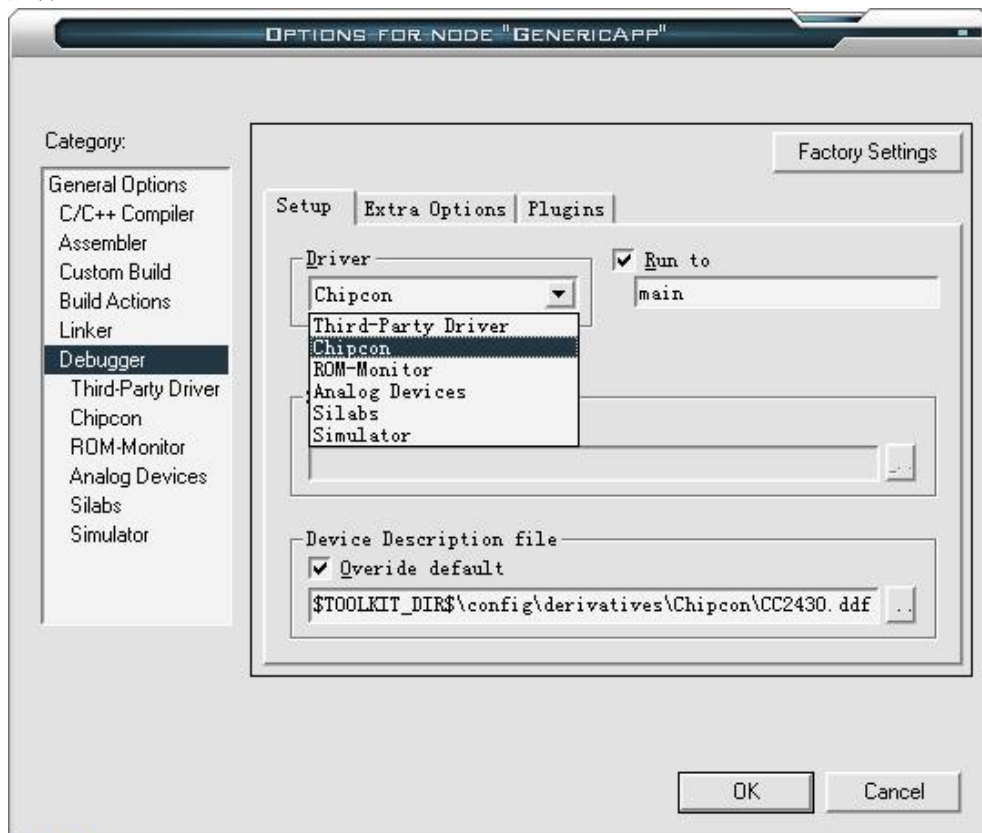 OPTIONS FOR NODE "GENERICAPP"
Category:
General Options
C/C++ Compiler
Assembler
Custom Build
Build Actions
Linker
Debugger
Third-Party Driver
Chipcon
ROM-Monitor
Analog Devices
Silabs
Simulator
Factory Settings
Setup
Extra Options
Plugins
Driver
Chipcon
Third-Party Driver
Chipcon
ROM-Monitor
Analog Devices
Silabs
Simulator
Run to
main
Device Description file
Override default
$TOOLKIT_DIR$\config\derivatives\Chipcon\CC2430.ddf
OK
Cancel